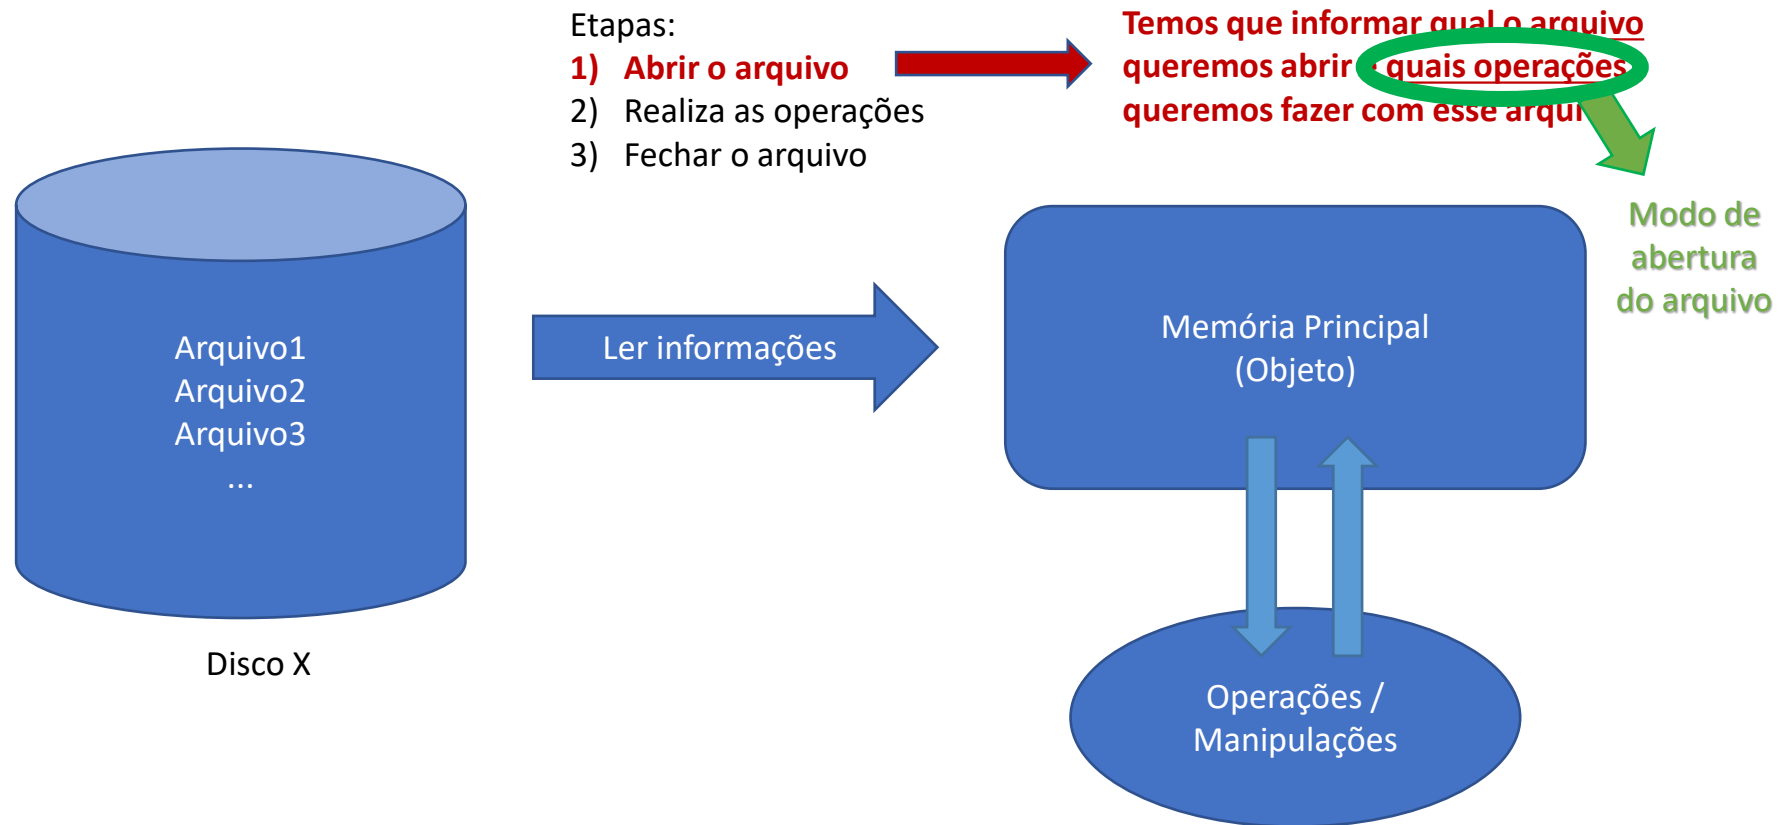 Etapas:
1) Abrir o arquivo
2) Realiza as operações
3) Fechar o arquivo
Temos que informar qual o arquivo
queremos abrir e quais operações
queremos fazer com esse arqui
Modo de
abertura
do arquivo
Arquivo1
Arquivo2
Arquivo3
...
Disco X
Ler informações
Memória Principal
(Objeto)
Operações /
Manipulações